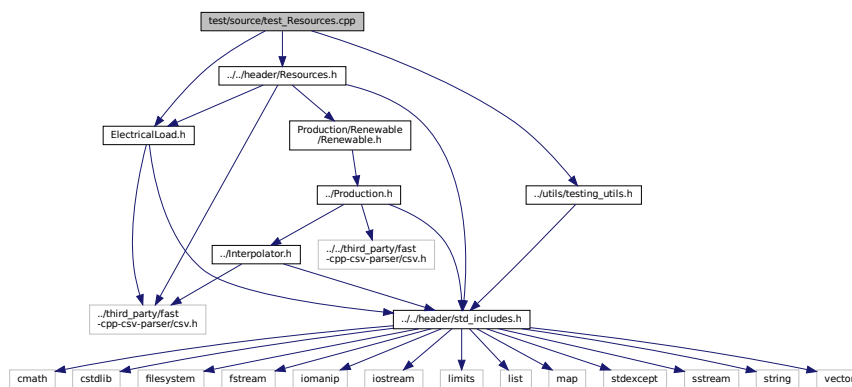 test/source/test_Resources.cpp
../../header/Resources.h
ElectricalLoad.h
Production/Renewable
/Renewable.h
../Production.h
../utils/testing_utils.h
../Interpolator.h
../../third_party/fast
-cpp-csv-parser/csv.h
../third_party/fast
-cpp-csv-parser/csv.h
../../header/std_includes.h
cmath
cstdlib
filesystem
fstream
iomanip
iostream
limits
list
map
stdexcept
sstream
string
vector